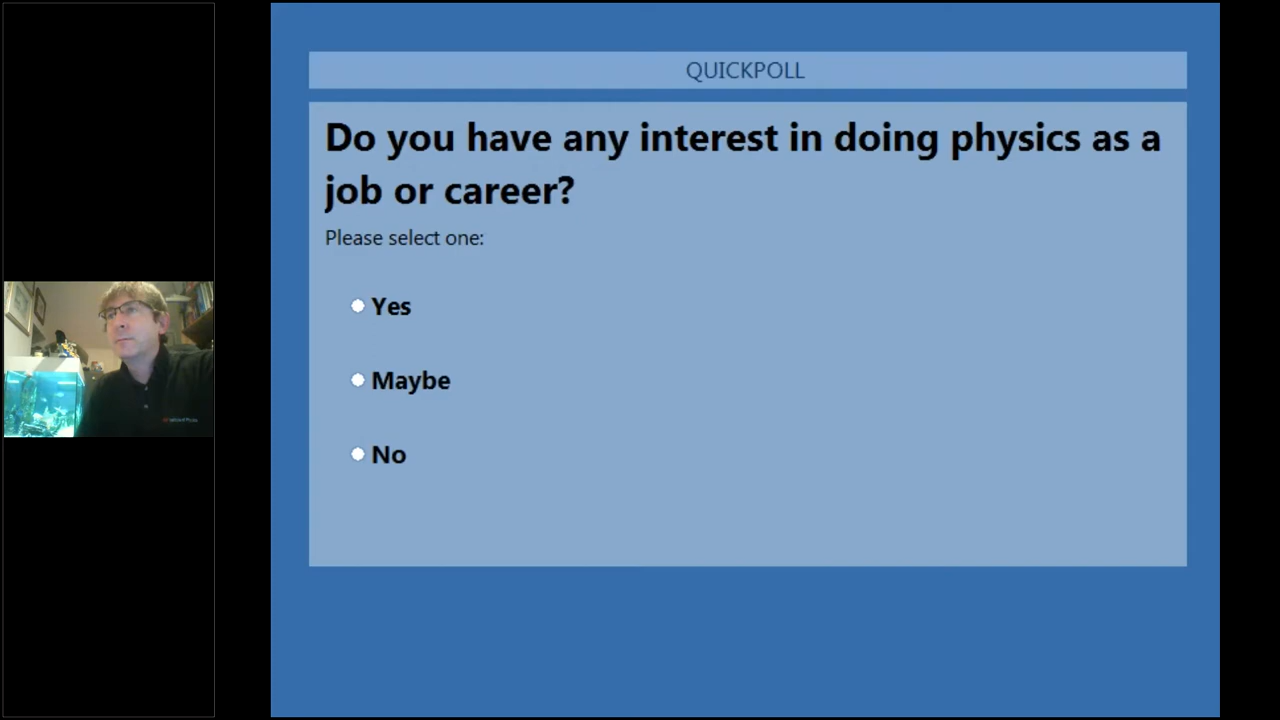 QUICKPOLL
Do you have any interest in doing physics as a
job or career?
Please select one:
Yes
Maybe
No